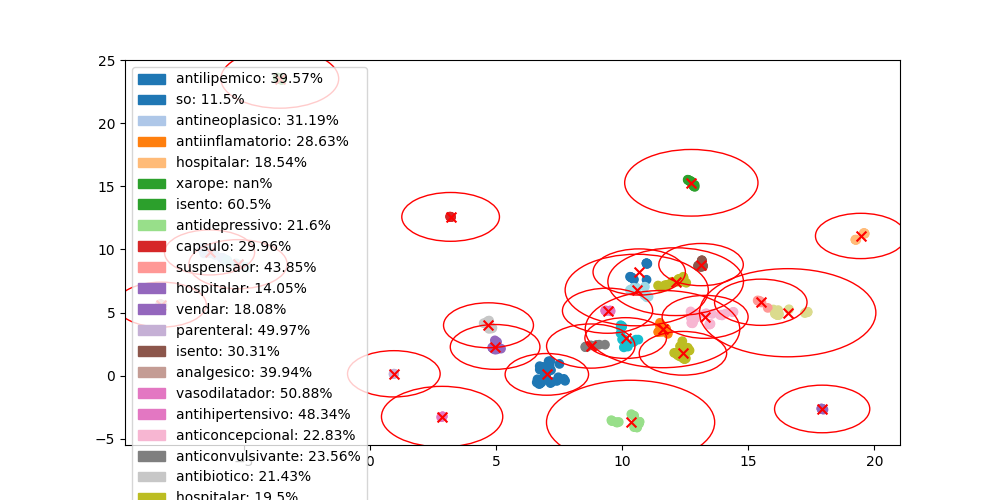 25
20
15
10
5
0
−5
antilipemico: 39.57%
so: 11.5%
antineoplasico: 31.19%
antiinflamatorio: 28.63%
hospitalar: 18.54%
xarope: nan%
isento: 60.5%
antidepressivo: 21.6%
capsulo: 29.96%
suspensaor: 43.85%
hospitalar: 14.05%
vendar: 18.08%
parenteral: 49.97%
isento: 30.31%
analgesico: 39.94%
vasodilatador: 50.88%
antihipertensivo: 48.34%
anticoncepcional: 22.83%
anticonvulsivante: 23.56%
antibiotico: 21.43%
hospitalar: 19.5%
−5 0 5 10 15 20